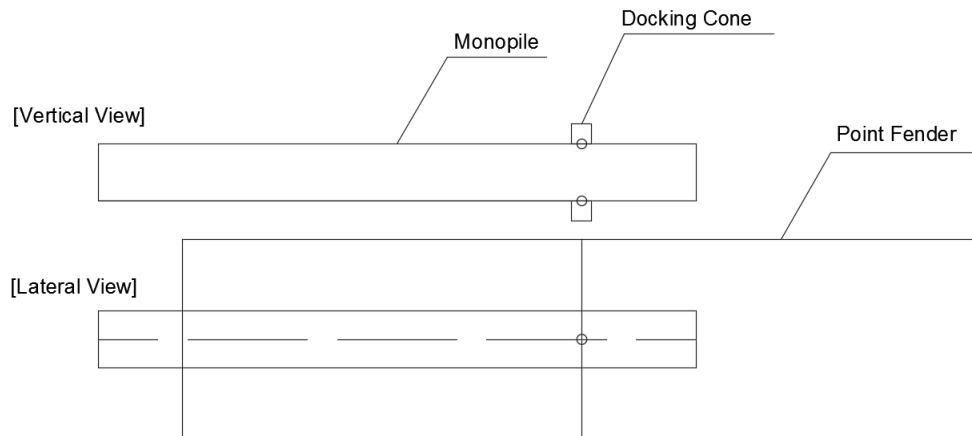 Docking Cone
Monopile
[Vertical View]
Point Fender
[Lateral View]